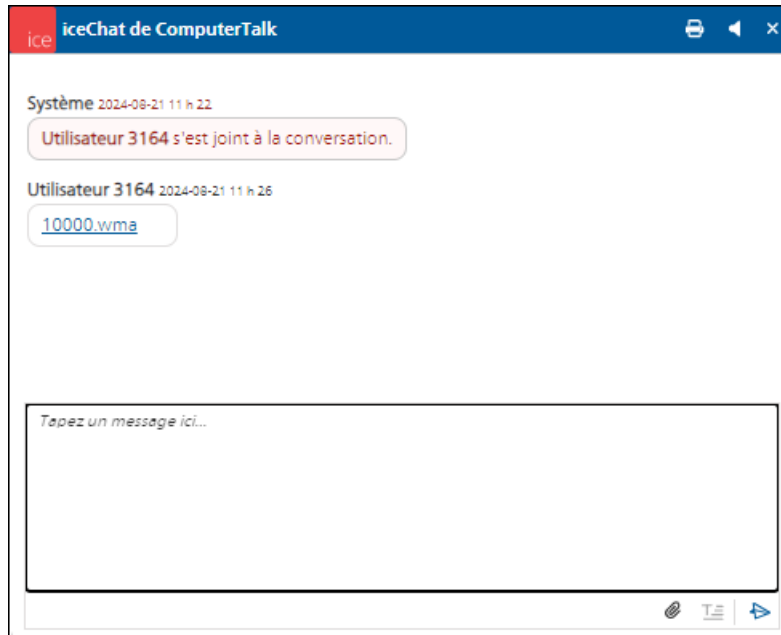 ice iceChat de ComputerTalk
Système 2024-08-21 11 h 22
Utilisateur 3164 s'est joint à la conversation.
Utilisateur 3164 2024-08-21 11 h 26
10000.wma
Tapez un message ici...